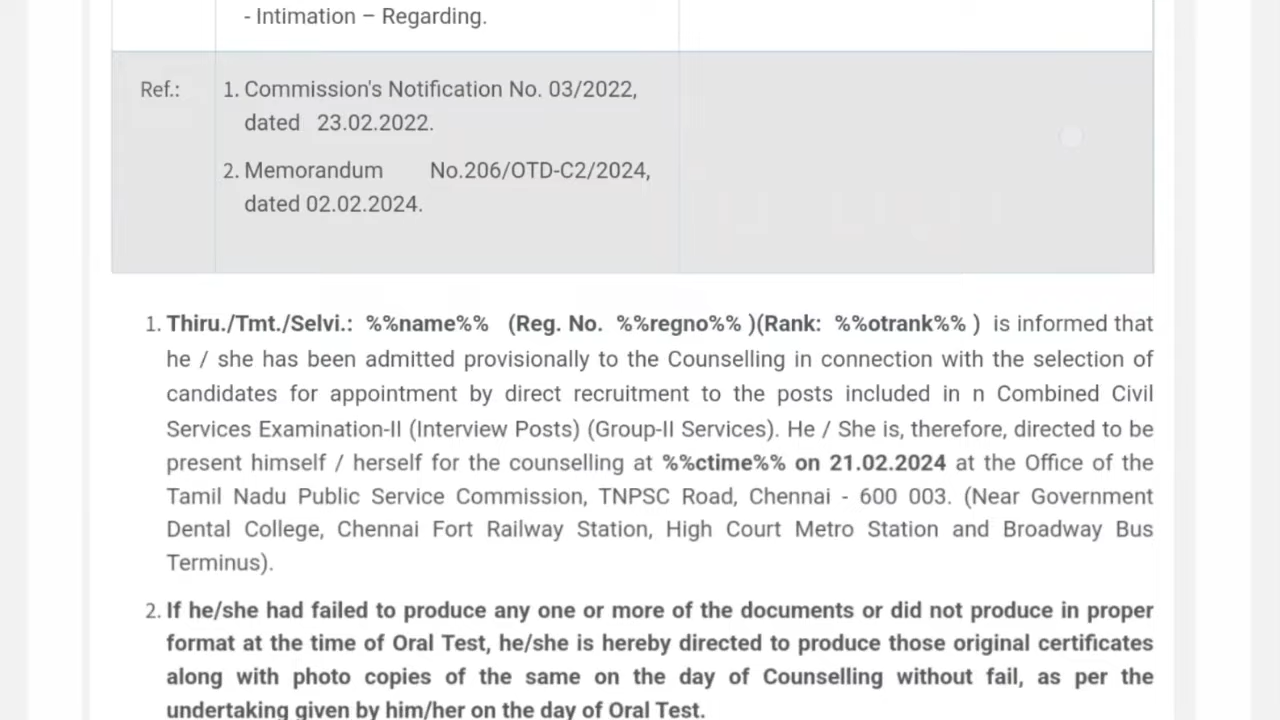 - Intimation – Regarding.
Ref.: 1. Commission's Notification No. 03/2022,
dated 23.02.2022.
2. Memorandum No.206/OTD-C2/2024,
dated 02.02.2024.
1. Thiru./Tmt./Selvi.: %%name%% (Reg. No. %%regno%% )(Rank: %%otrank%% ) is informed that
he / she has been admitted provisionally to the Counselling in connection with the selection of
candidates for appointment by direct recruitment to the posts included in n Combined Civil
Services Examination-II (Interview Posts) (Group-II Services). He / She is, therefore, directed to be
present himself / herself for the counselling at %%ctime%% on 21.02.2024 at the Office of the
Tamil Nadu Public Service Commission, TNPSC Road, Chennai - 600 003. (Near Government
Dental College, Chennai Fort Railway Station, High Court Metro Station and Broadway Bus
Terminus).
2. If he/she had failed to produce any one or more of the documents or did not produce in proper
format at the time of Oral Test, he/she is hereby directed to produce those original certificates
along with photo copies of the same on the day of Counselling without fail, as per the
undertaking given by him/her on the day of Oral Test.